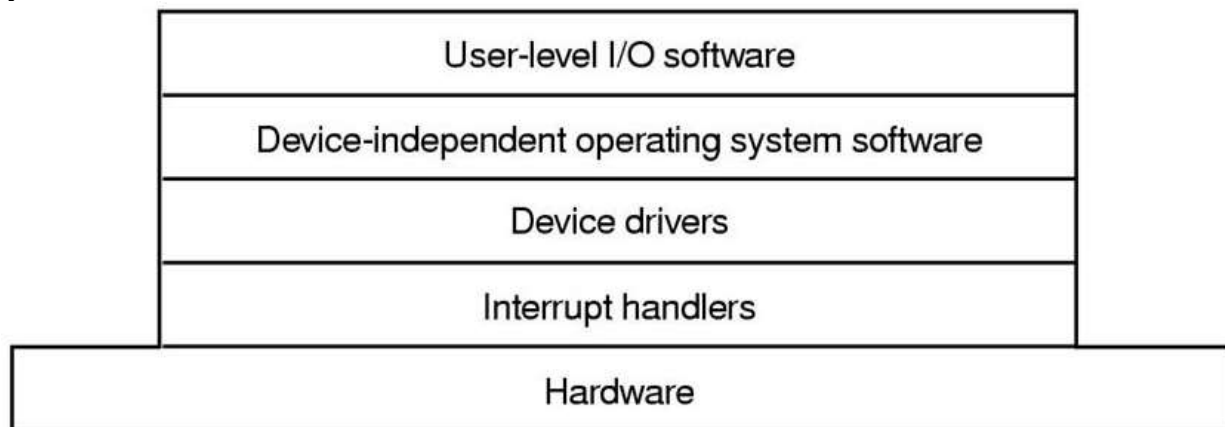 User-level I/O software
Device-independent operating system software
Device drivers
Interrupt handlers
Hardware